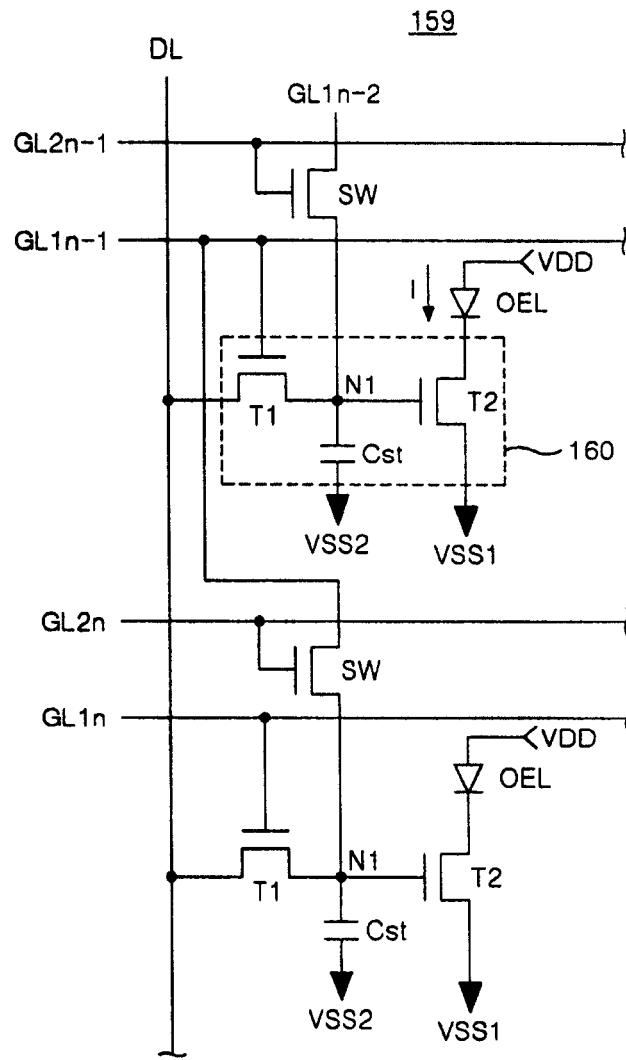 159
DL
GL1n-2
GL2n-1
SW
GL1n-1
VDD
I
OEL
N1
T1
T2
Cst
160
VSS2
VSS1
GL2n
SW
GL1n
VDD
OEL
N1
T1
T2
Cst
VSS2
VSS1